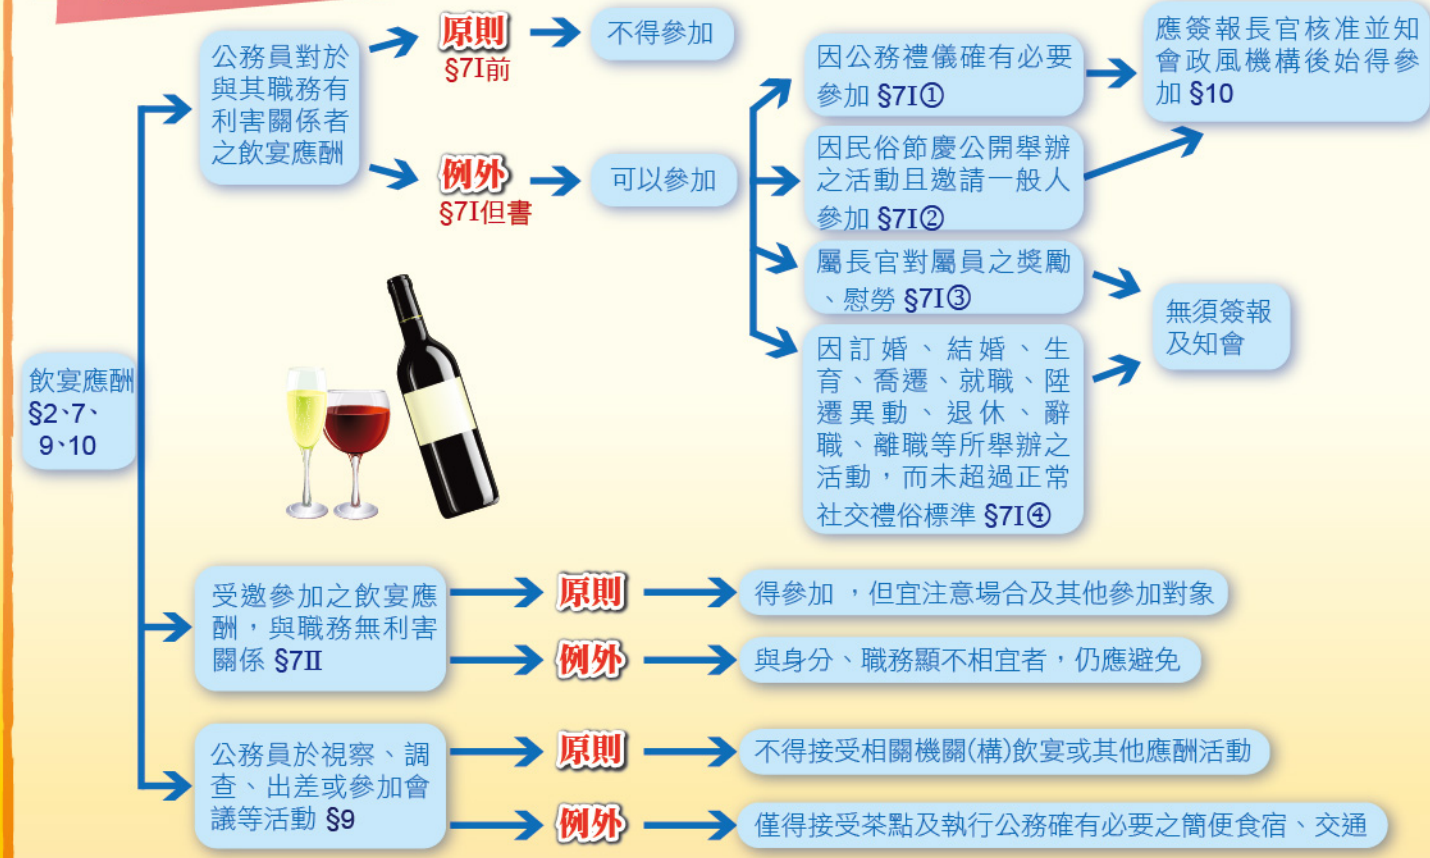 飲宴應酬
§2、7、
9、10
公務員對於
與其職務有
利害關係者
之飲宴應酬
原則
§7I前
不得參加
例外
§7I但書
可以參加
因公務禮儀確有必要
參加 §7I①
因民俗節慶公開舉辦
之活動且邀請一般人
參加 §7I②
應簽報長官核准並知
會政風機構後始得參
加 §10
屬長官對屬員之獎勵
、慰勞 §7I③
因訂婚、結婚、生
育、喬遷、就職、陞
遷異動、退休、辭
職、離職等所舉辦之
活動,而未超過正常
社交禮俗標準 §7I④
無須簽報
及知會
受邀參加之飲宴應
酬,與職務無利害
關係 §7II
原則
得參加 ,但宜注意場合及其他參加對象
例外
與身分、職務顯不相宜者,仍應避免
公務員於視察、調
查、出差或參加會
議等活動 §9
原則
不得接受相關機關(構)飲宴或其他應酬活動
例外
僅得接受茶點及執行公務確有必要之簡便食宿、交通